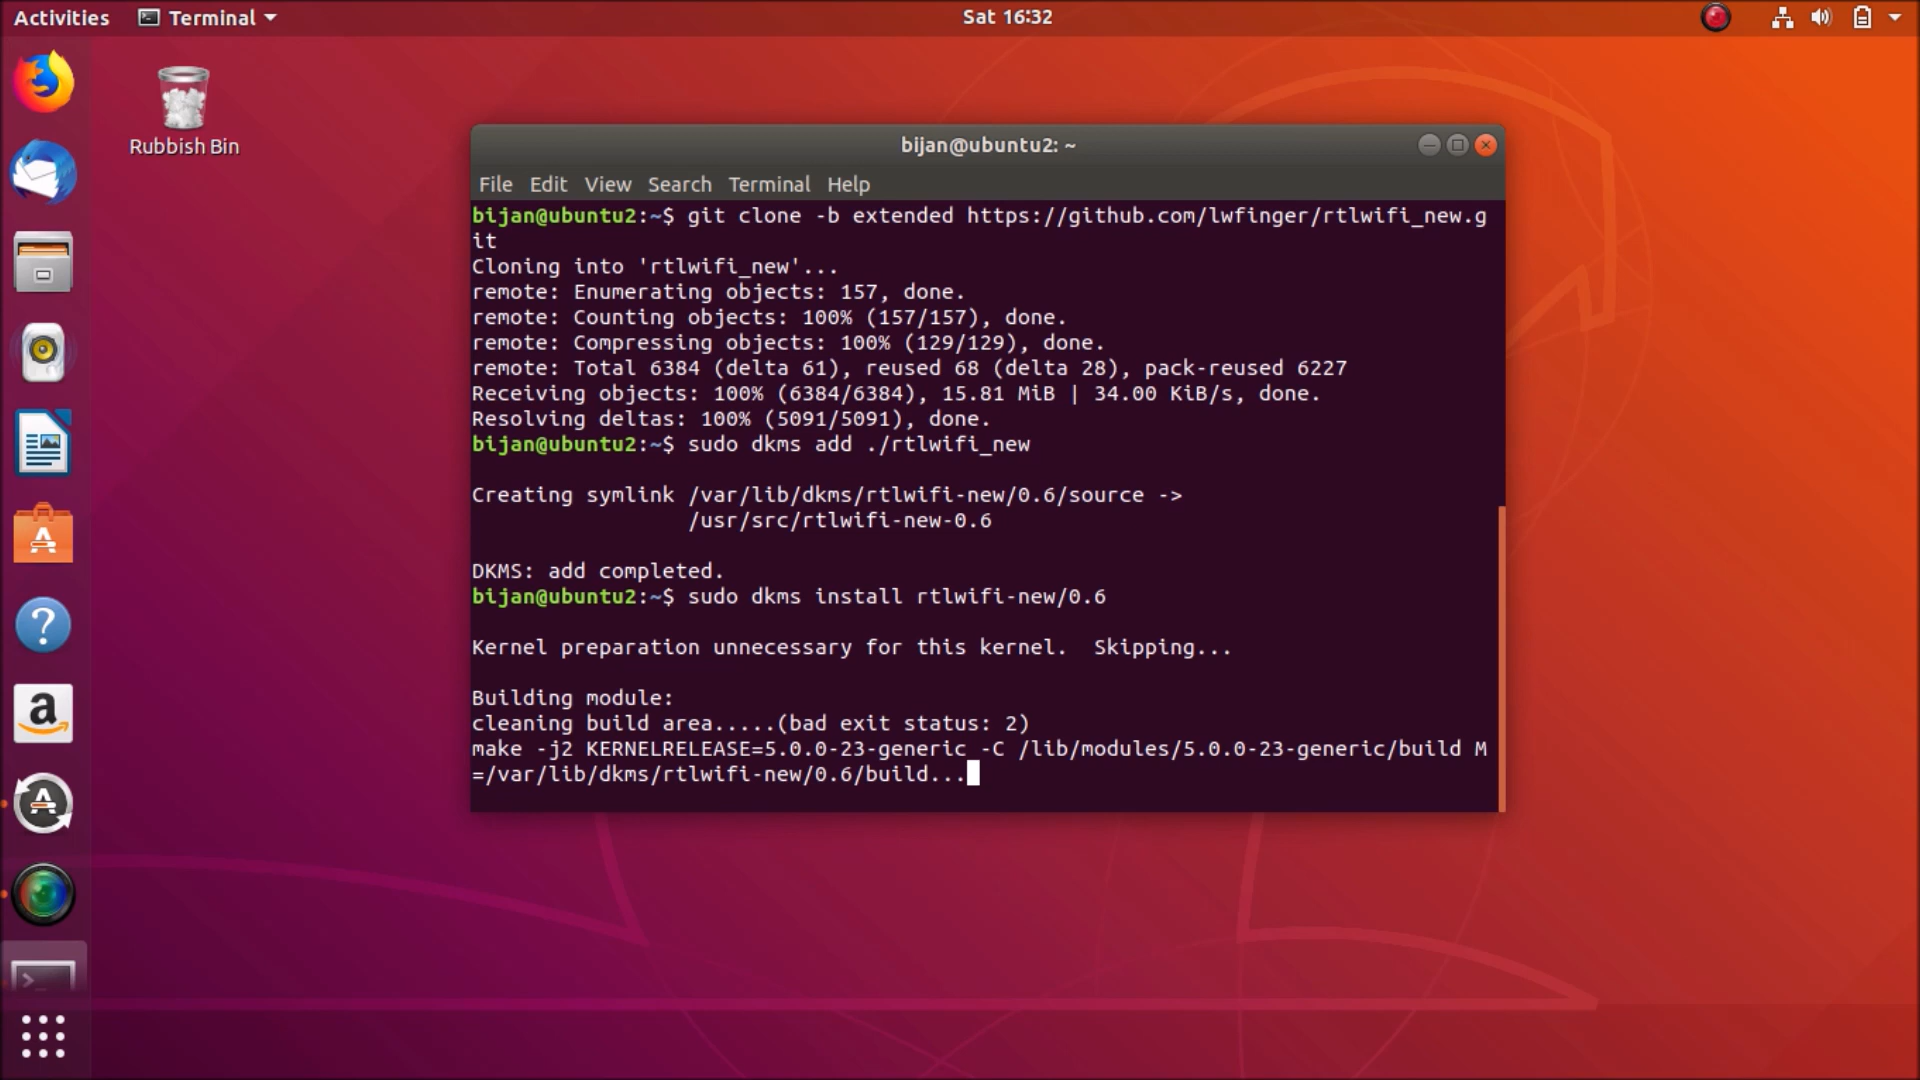 Activities Terminal Sat 16:32
Rubbish Bin
bijan@ubuntu2: ~
File Edit View Search Terminal Help
bijan@ubuntu2:~$ git clone -b extended https://github.com/lwfinger/rtlwifi_new.g
it
Cloning into 'rtlwifi_new'...
remote: Enumerating objects: 157, done.
remote: Counting objects: 100% (157/157), done.
remote: Compressing objects: 100% (129/129), done.
remote: Total 6384 (delta 61), reused 68 (delta 28), pack-reused 6227
Receiving objects: 100% (6384/6384), 15.81 MiB | 34.00 KiB/s, done.
Resolving deltas: 100% (5091/5091), done.
bijan@ubuntu2:~$ sudo dkms add ./rtlwifi_new
Creating symlink /var/lib/dkms/rtlwifi-new/0.6/source ->
/usr/src/rtlwifi-new-0.6
DKMS: add completed.
bijan@ubuntu2:~$ sudo dkms install rtlwifi-new/0.6
Kernel preparation unnecessary for this kernel.  Skipping...
Building module:
cleaning build area.....(bad exit status: 2)
make -j2 KERNELRELEASE=5.0.0-23-generic -C /lib/modules/5.0.0-23-generic/build M
=/var/lib/dkms/rtlwifi-new/0.6/build...